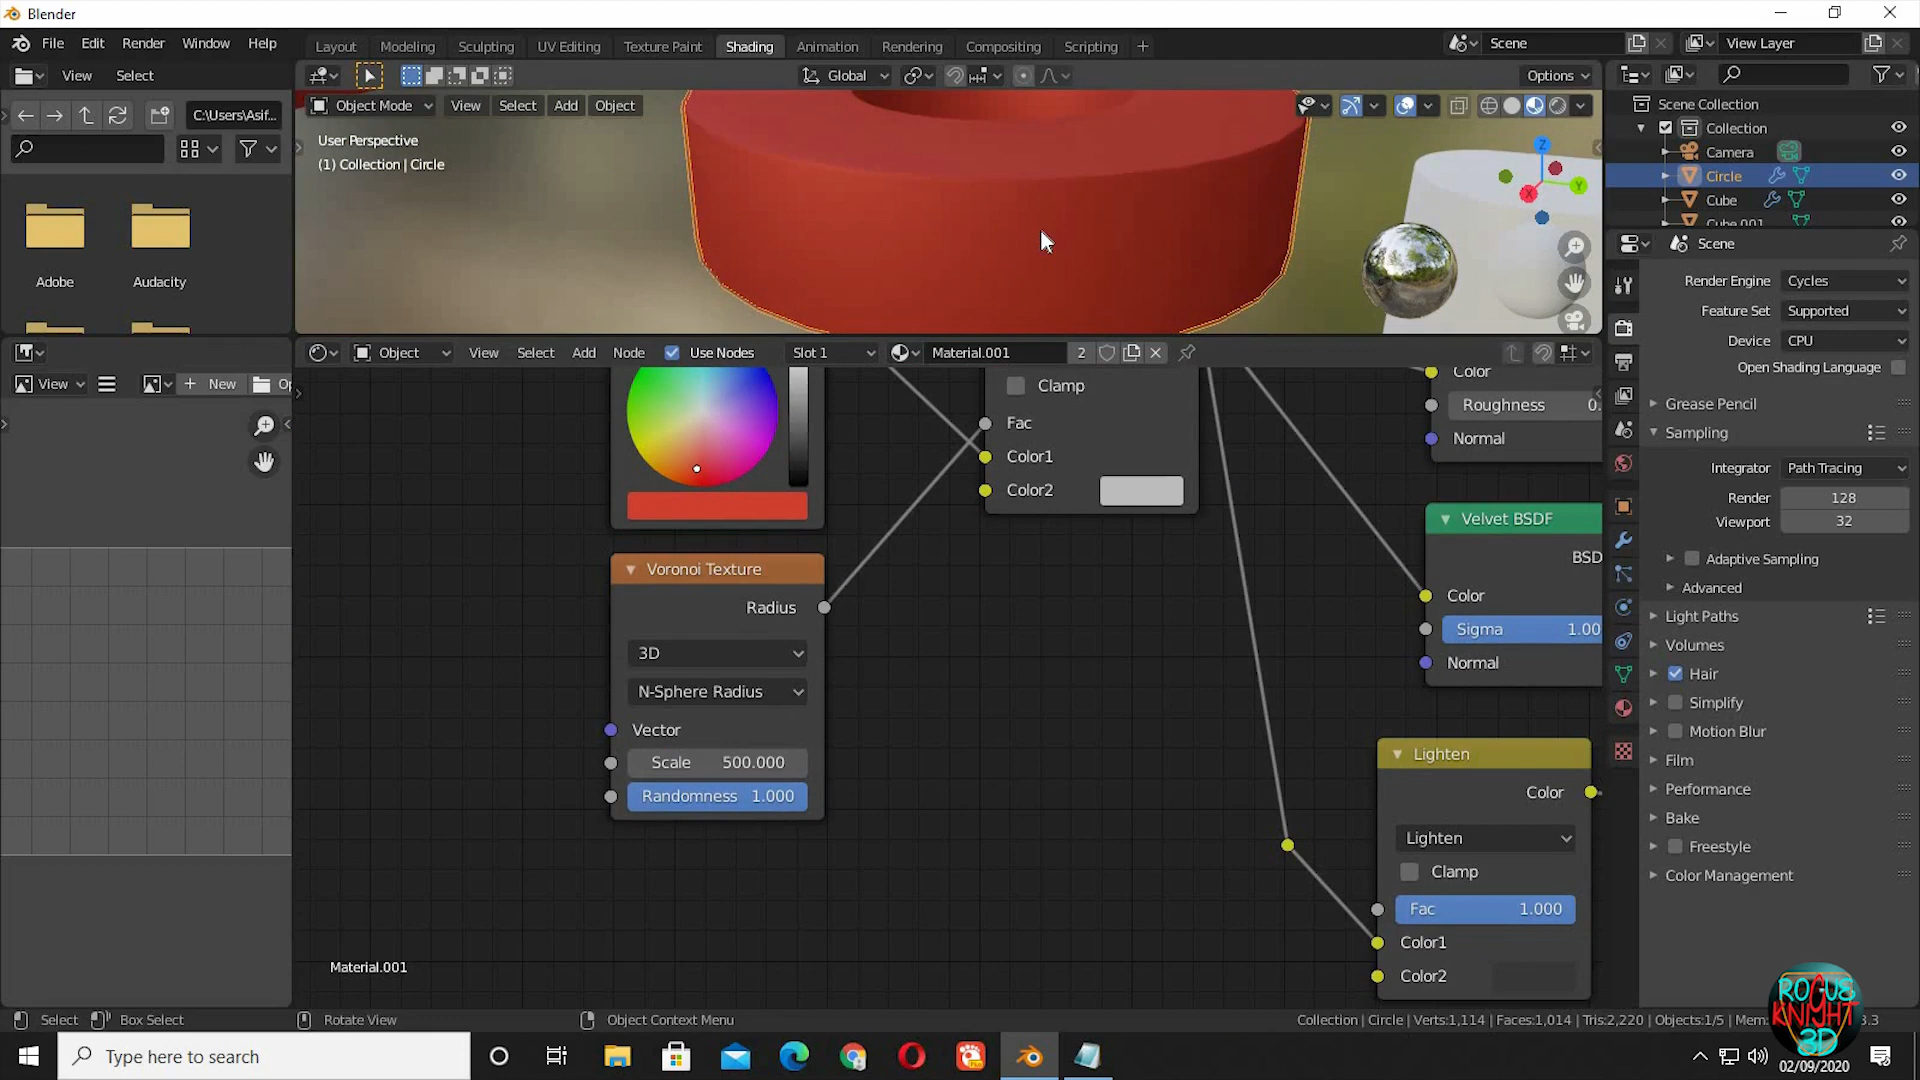 Blender
File Edit Render Window Help
Layout Modeling Sculpting UV Editing Texture Paint Shading Animation Rendering Compositing Scripting +
Scene
View Layer
View Select
Global
Options
C:\Users\Asif...
Object Mode View Select Add Object
User Perspective
(1) Collection | Circle
Z
Y
X
Adobe
Audacity
Scene Collection
Collection
Camera
Circle
Cube
Cube.001
Scene
Render Engine Cycles
Feature Set Supported
Device CPU
Open Shading Language
Grease Pencil
Sampling
Integrator Path Tracing
Render 128
Viewport 32
Adaptive Sampling
Advanced
Light Paths
Volumes
Hair
Simplify
Motion Blur
Film
Performance
Bake
Freestyle
Color Management
View
New
Object View Select Add Node Use Nodes Slot 1 Material.001 2
Clamp
Fac
Color1
Color2
Voronoi Texture
Radius
3D
N-Sphere Radius
Vector
Scale 500.000
Randomness 1.000
Color
Roughness 0.
Normal
Velvet BSDF
Color
Sigma 1.00
Normal
Lighten
Color
Lighten
Clamp
Fac 1.000
Color1
Color2
Material.001
ROGUE
KNIGHT
3D
Select Box Select Rotate View Object Context Menu
Collection | Circle | Verts:1,114 | Faces:1,014 | Tris:2,220 | Objects:1/5 | Mem:
Type here to search
02/09/2020